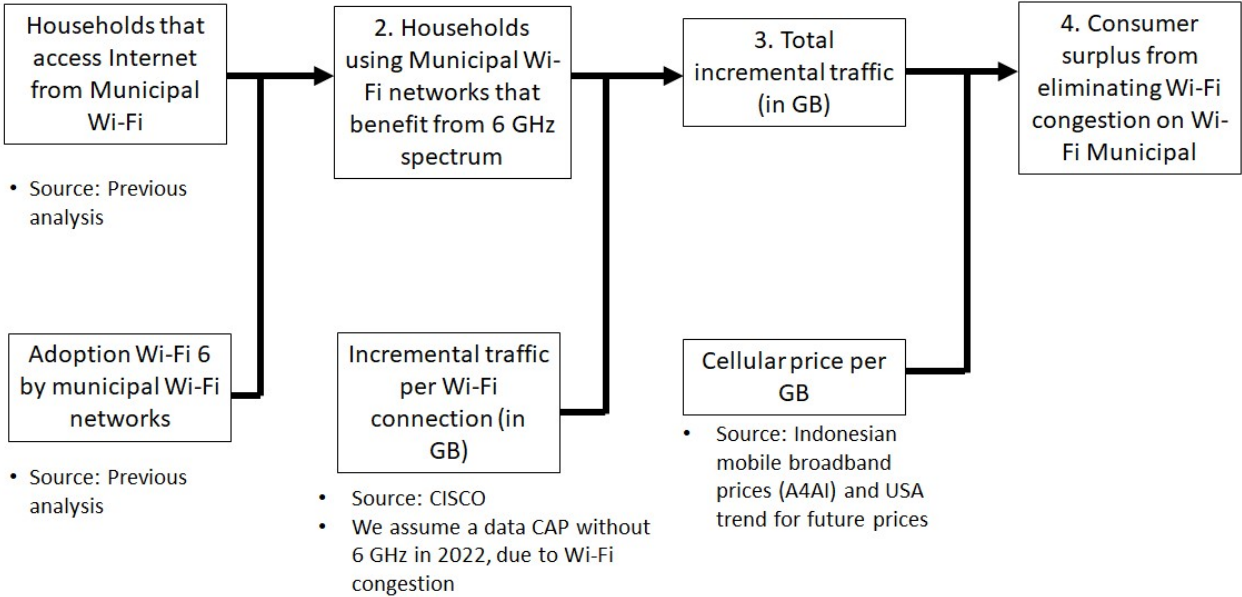 Households that
access Internet
from Municipal
Wi-Fi
• Source: Previous
analysis
2. Households
using Municipal Wi-
Fi networks that
benefit from 6 GHz
spectrum
3. Total
incremental traffic
(in GB)
4. Consumer
surplus from
eliminating Wi-Fi
congestion on Wi-
Fi Municipal
Adoption Wi-Fi 6
by municipal Wi-Fi
networks
• Source: Previous
analysis
Incremental traffic
per Wi-Fi
connection (in
GB)
• Source: CISCO
• We assume a data CAP without
6 GHz in 2022, due to Wi-Fi
congestion
Cellular price per
GB
• Source: Indonesian
mobile broadband
prices (A4AI) and USA
trend for future prices